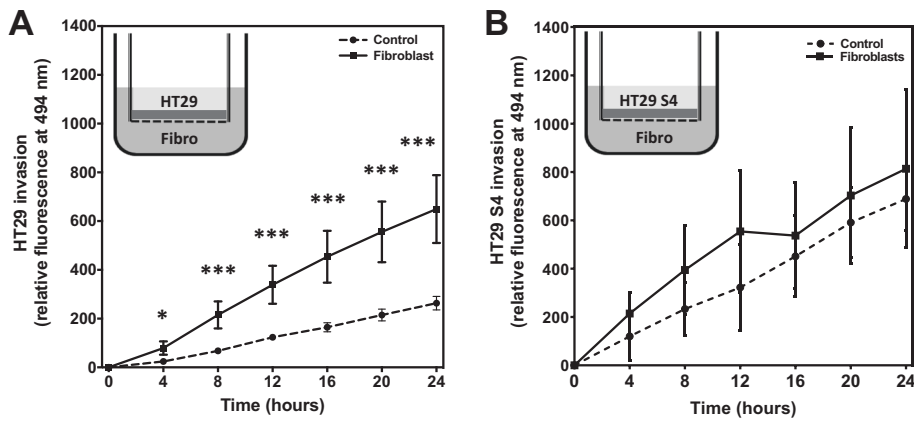 A
HT29 invasion
(relative fluorescence at 494 nm)
1400
1200
1000
800
600
400
200
0
Control
Fibroblast
HT29
Fibro
*
***
***
***
***
***
0 4 8 12 16 20 24
Time (hours)
B
HT29 S4 invasion
(relative fluorescence at 494 nm)
1400
1200
1000
800
600
400
200
0
Control
Fibroblasts
HT29 S4
Fibro
0 4 8 12 16 20 24
Time (hours)